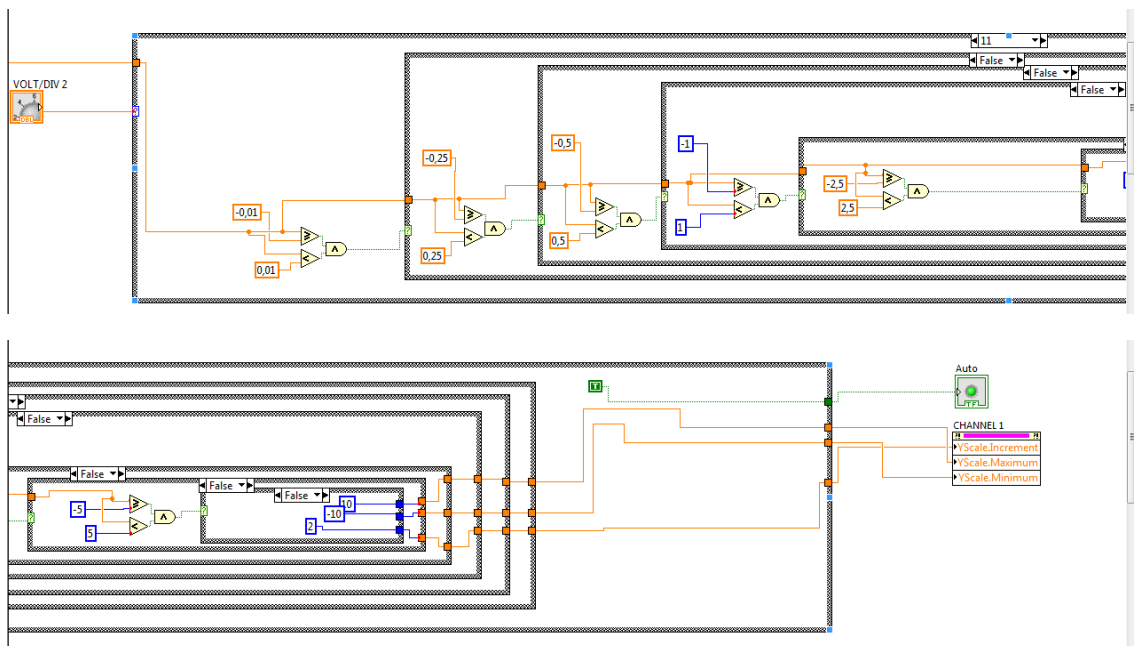 11
False
False
False
VOLT/DIV 2
DBL
-0,01
0,01
-0,25
0,25
-0,5
0,5
-1
1
-2,5
2,5
Auto
TF
T
CHANNEL 1
YScale.Increment
YScale.Maximum
YScale.Minimum
False
False
False
False
-5
5
10
-10
2